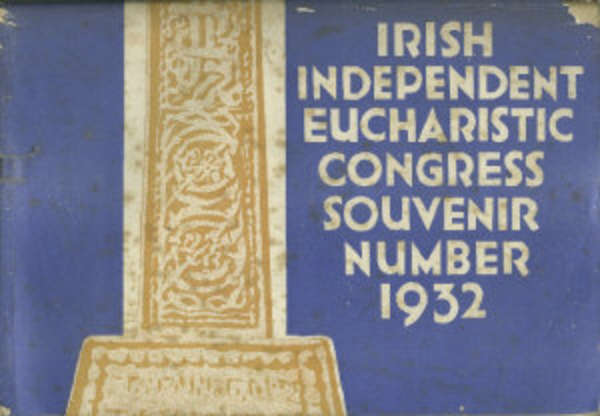 IRISH
INDEPENDENT
EUCHARISTIC
CONGRESS
SOUVENIR
NUMBER
1932